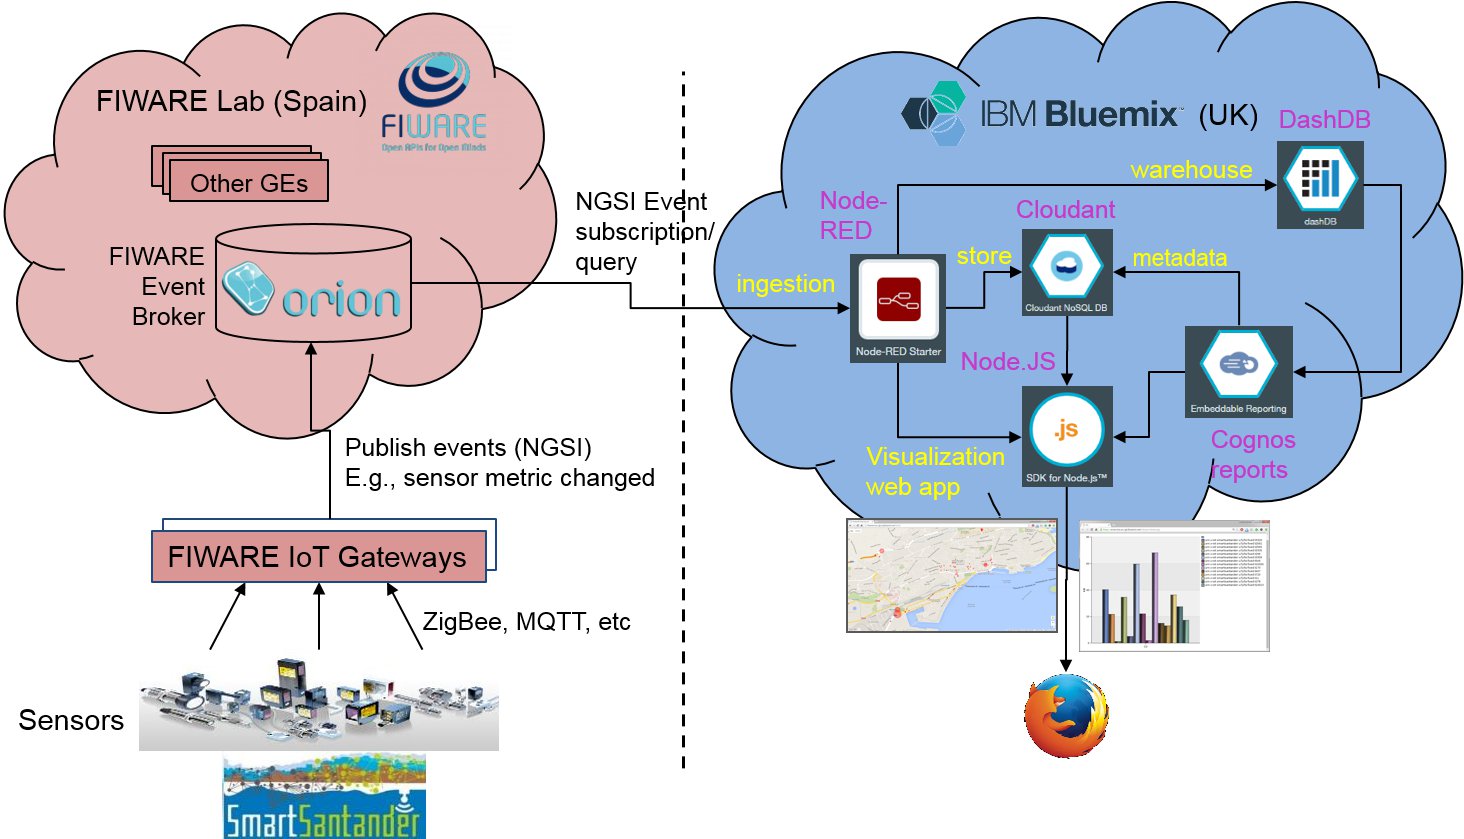 FIWARE Lab (Spain)
FIWARE
Open APIs for Open Minds
Other GEs
FIWARE
Event
Broker
orion
NGSI Event
subscription/
query
Publish events (NGSI)
E.g., sensor metric changed
FIWARE IoT Gateways
ZigBee, MQTT, etc
Sensors
SmartSantander
IBM Bluemix™ (UK)
DashDB
warehouse
dashDB
Node-
RED
Cloudant
ingestion
store
metadata
Node-RED Starter
Cloudant NoSQL DB
Node.JS
Embeddable Reporting
.js
SDK for Node.js™
Cognos
reports
Visualization
web app